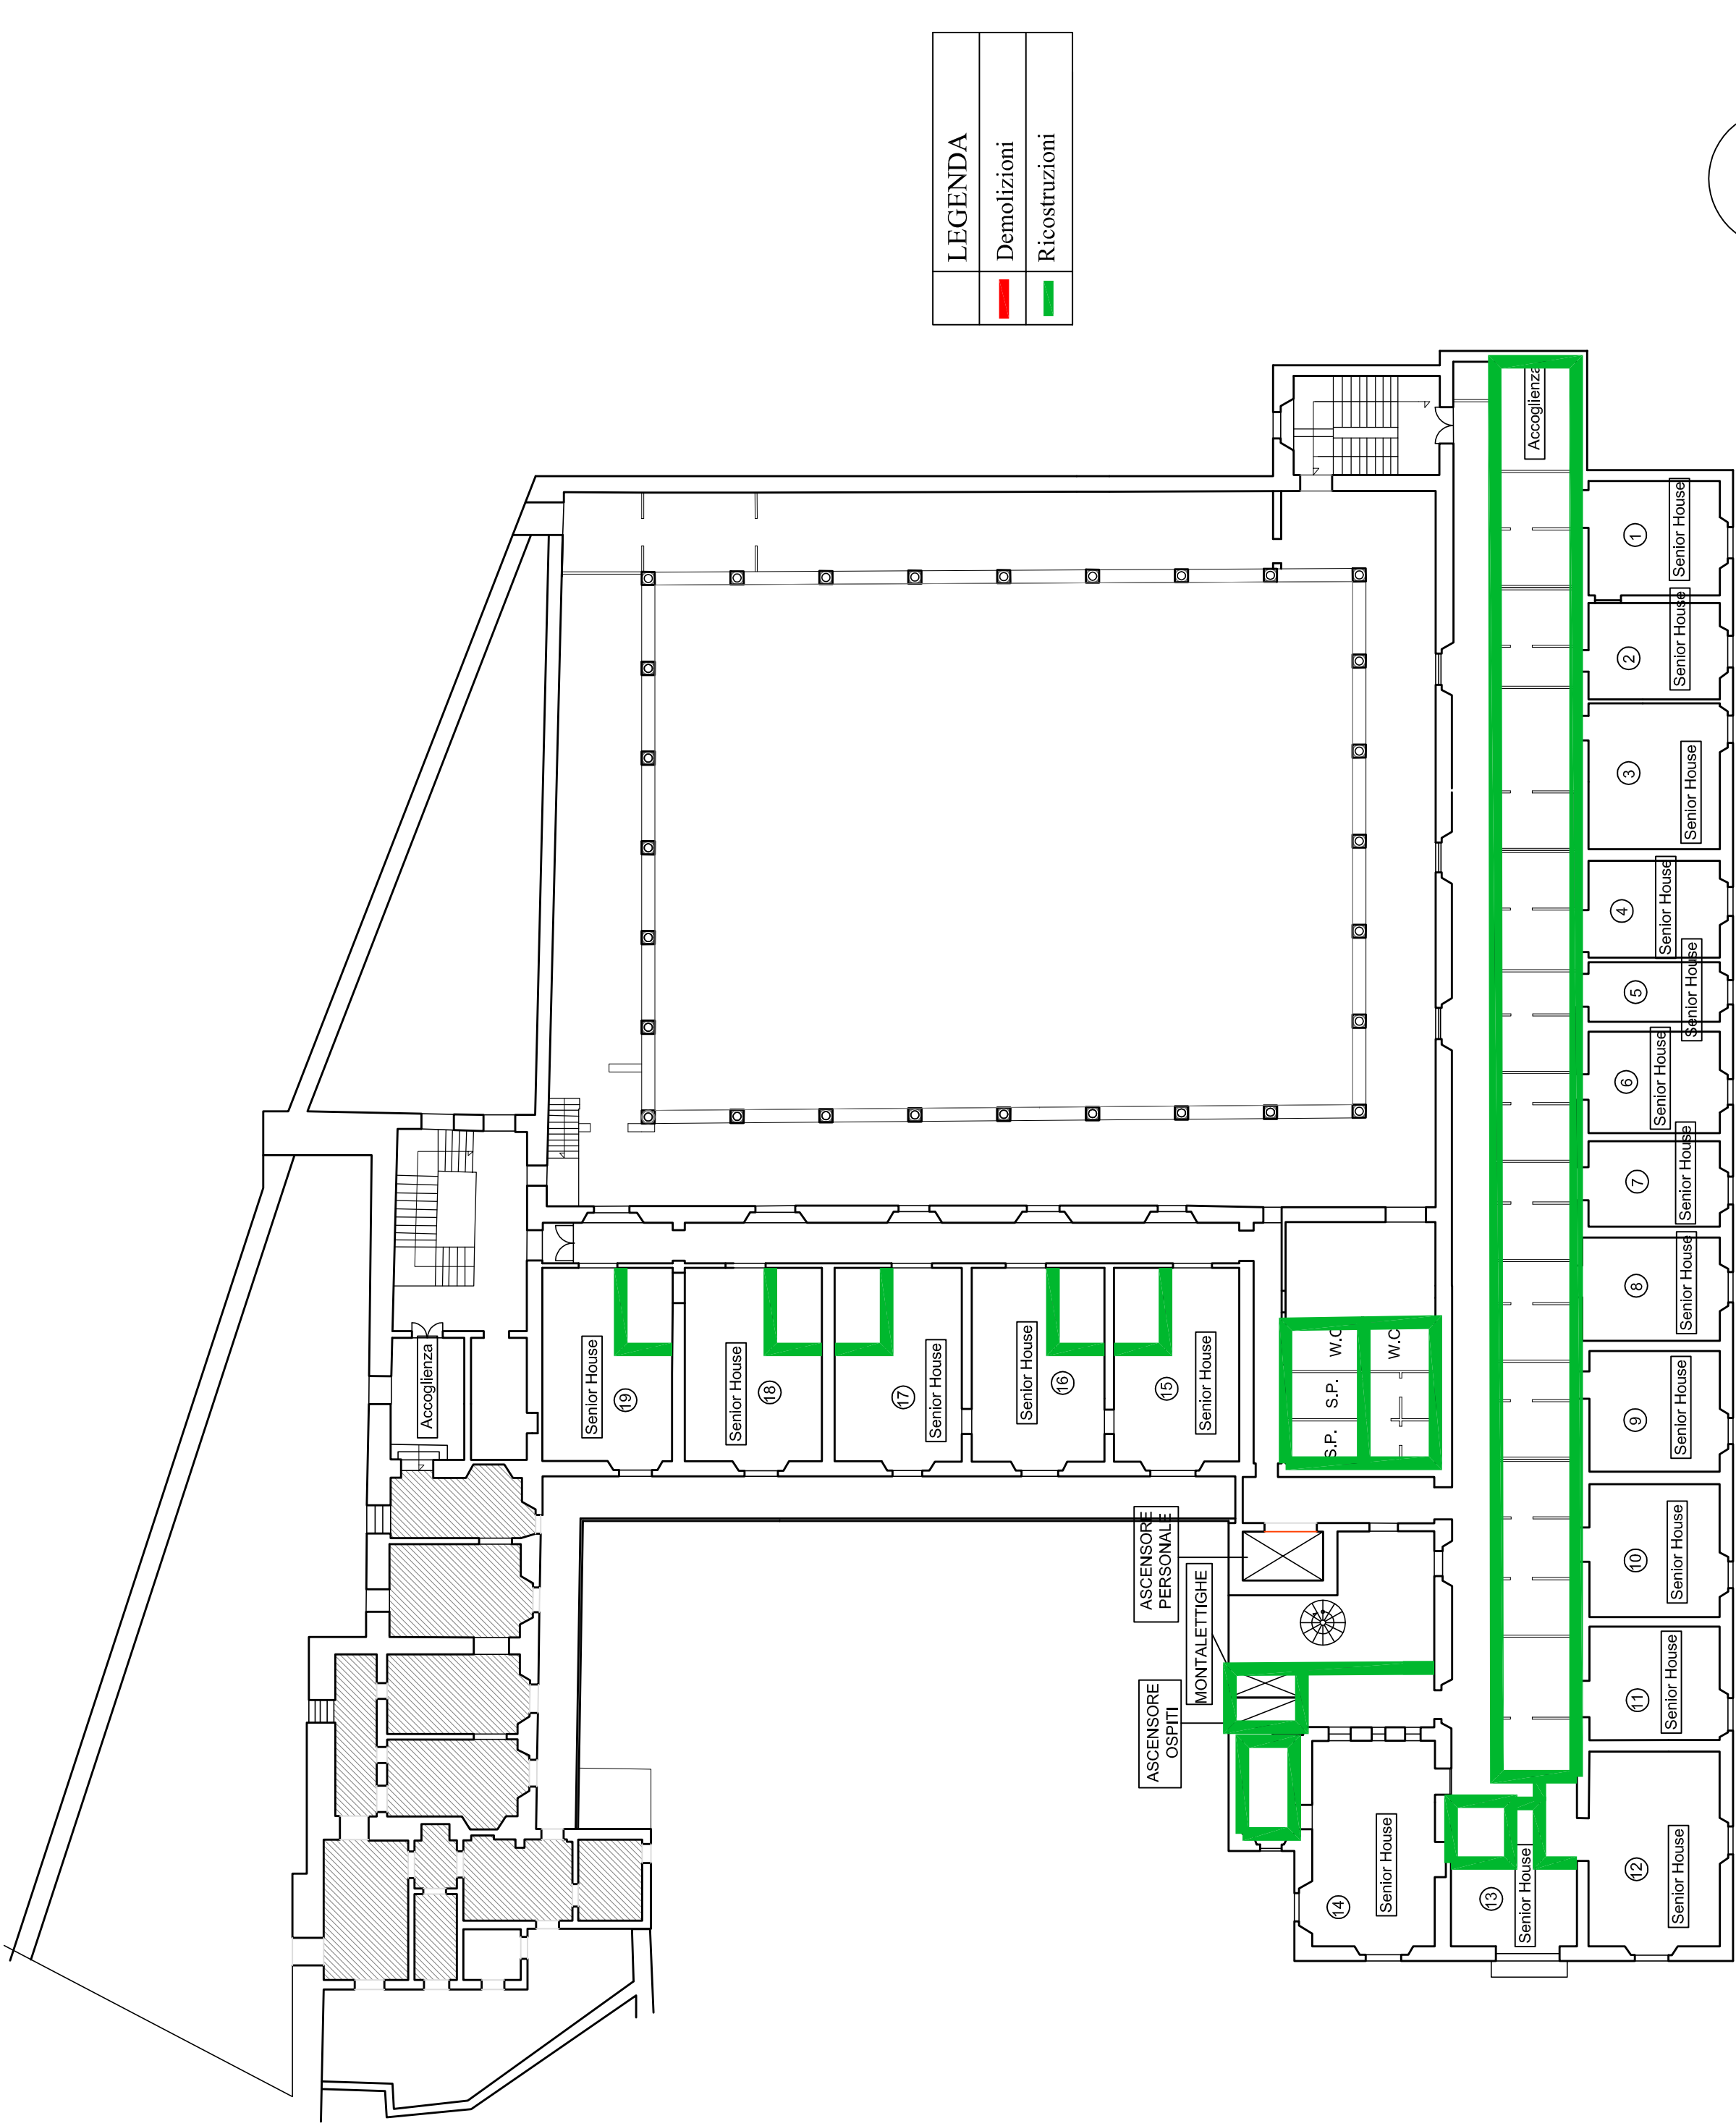 LEGENDA
Demolizioni
Ricostruzioni
Accoglienza
1
Senior House
2
Senior House
3
Senior House
4
Senior House
5
Senior House
6
Senior House
7
Senior House
8
Senior House
9
Senior House
10
Senior House
11
Senior House
12
Senior House
13
Senior House
14
Senior House
15
Senior House
16
Senior House
17
Senior House
18
Senior House
19
Senior House
Accoglienza
W.C
S.P.
S.P.
W.C
ASCENSORE
PERSONALE
MONTALETTIGHE
ASCENSORE
OSPITI